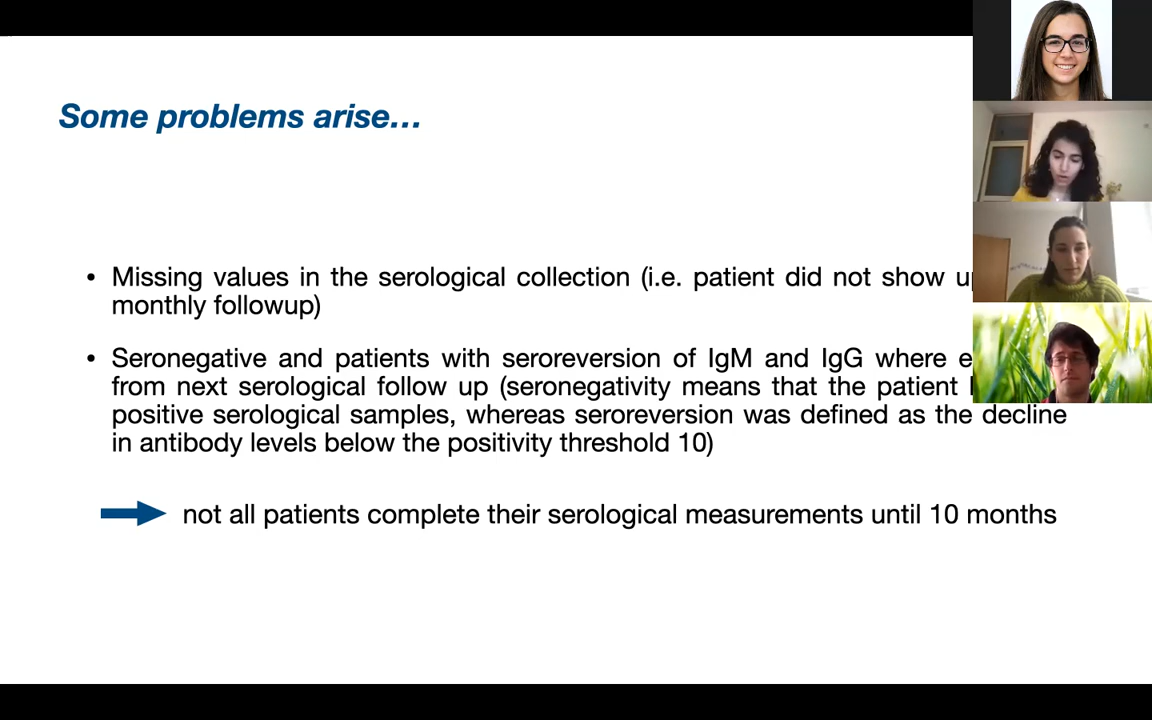 Some problems arise...
• Missing values in the serological collection (i.e. patient did not show
monthly followup)
• Seronegative and patients with seroreversion of IgM and IgG where
from next serological follow up (seronegativity means that the patient
positive serological samples, whereas seroreversion was defined as the decline
in antibody levels below the positivity threshold 10)
not all patients complete their serological measurements until 10 months